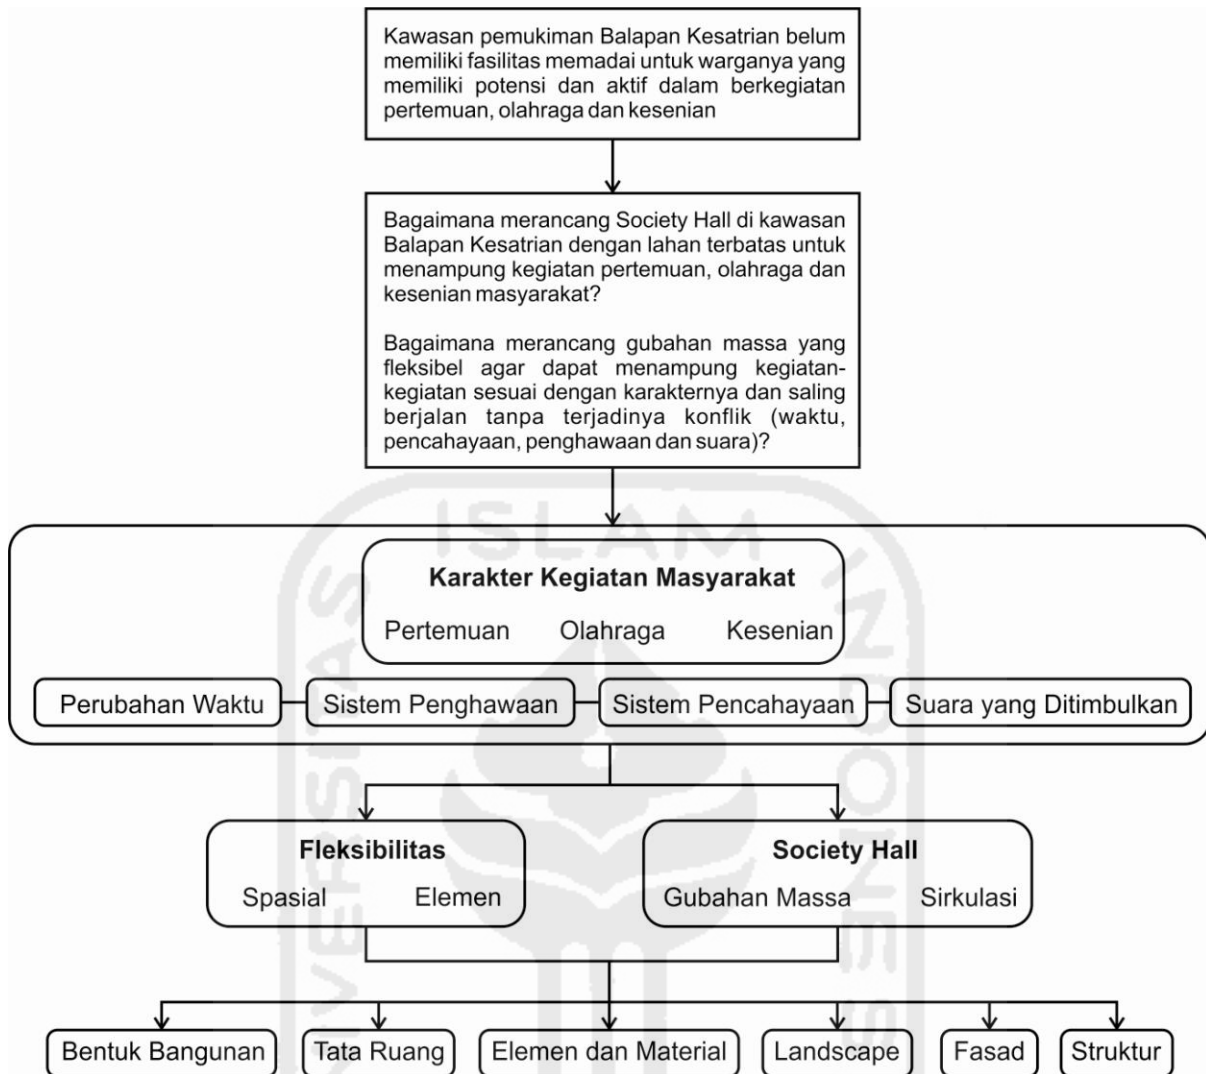 Kawasan pemukiman Balapan Kesatrian belum
memiliki fasilitas memadai untuk warganya yang
memiliki potensi dan aktif dalam berkegiatan
pertemuan, olahraga dan kesenian
Bagaimana merancang Society Hall di kawasan
Balapan Kesatrian dengan lahan terbatas untuk
menampung kegiatan pertemuan, olahraga dan
kesenian masyarakat?
Bagaimana merancang gubahan massa yang
fleksibel agar dapat menampung kegiatan-
kegiatan sesuai dengan karakternya dan saling
berjalan tanpa terjadinya konflik (waktu,
pencahayaan, penghawaan dan suara)?
ISLAM
UNIVERSITAS
INDONES
Karakter Kegiatan Masyarakat
Pertemuan Olahraga Kesenian
Perubahan Waktu Sistem Penghawaan Sistem Pencahayaan Suara yang Ditimbulkan
Fleksibilitas
Spasial Elemen
Society Hall
Gubahan Massa Sirkulasi
Bentuk Bangunan Tata Ruang Elemen dan Material Landscape Fasad Struktur